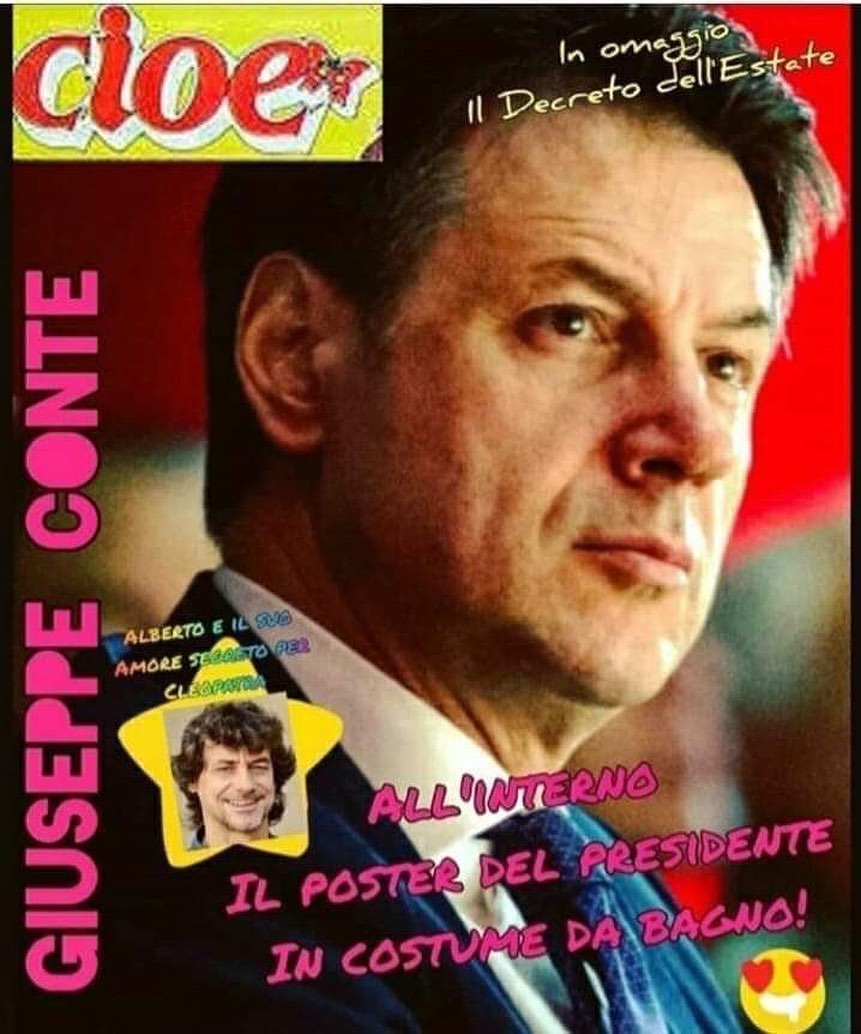 cioe
In omaggio
Il Decreto dell'Estate
GIUSEPPE CONTE
ALBERTO E IL SUO
AMORE SEGRETO PER
CLEOPATRA
ALL'INTERNO
IL POSTER DEL PRESIDENTE
IN COSTUME DA BAGNO!